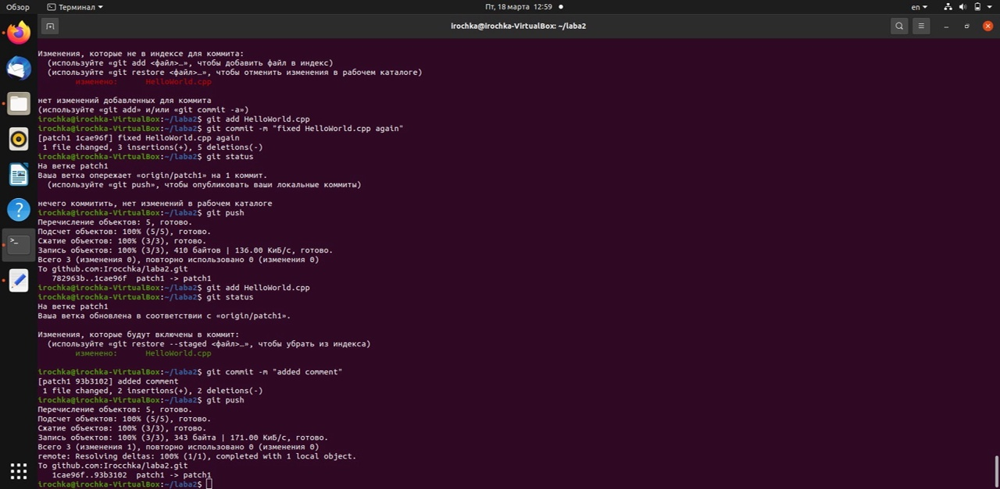 Обзор Терминал Пт, 18 марта 12:59 en
irochka@irochka-VirtualBox: ~/laba2
Изменения, которые не в индексе для коммита:
(используйте «git add <файл>…», чтобы добавить файл в индекс)
(используйте «git restore <файл>…», чтобы отменить изменения в рабочем каталоге)
изменено: HelloWorld.cpp
нет изменений добавленных для коммита
(используйте «git add» и/или «git commit -a»)
irochka@irochka-VirtualBox:~/laba2$ git add HelloWorld.cpp
irochka@irochka-VirtualBox:~/laba2$ git commit -m "fixed HelloWorld.cpp again"
[patch1 1cae96f] fixed HelloWorld.cpp again
1 file changed, 3 insertions(+), 5 deletions(-)
irochka@irochka-VirtualBox:~/laba2$ git status
На ветке patch1
Ваша ветка опережает «origin/patch1» на 1 коммит.
(используйте «git push», чтобы опубликовать ваши локальные коммиты)
нечего коммитить, нет изменений в рабочем каталоге
irochka@irochka-VirtualBox:~/laba2$ git push
Перечисление объектов: 5, готово.
Подсчет объектов: 100% (5/5), готово.
Сжатие объектов: 100% (3/3), готово.
Запись объектов: 100% (3/3), 410 байтов | 136.00 КиБ/с, готово.
Всего 3 (изменения 0), повторно использовано 0 (изменения 0)
To github.com:Irocchka/laba2.git
782963b..1cae96f patch1 -> patch1
irochka@irochka-VirtualBox:~/laba2$ git add HelloWorld.cpp
irochka@irochka-VirtualBox:~/laba2$ git status
На ветке patch1
Ваша ветка обновлена в соответствии с «origin/patch1».
Изменения, которые будут включены в коммит:
(используйте «git restore --staged <файл>…», чтобы убрать из индекса)
изменено: HelloWorld.cpp
irochka@irochka-VirtualBox:~/laba2$ git commit -m "added comment"
[patch1 93b3102] added comment
1 file changed, 2 insertions(+), 2 deletions(-)
irochka@irochka-VirtualBox:~/laba2$ git push
Перечисление объектов: 5, готово.
Подсчет объектов: 100% (5/5), готово.
Сжатие объектов: 100% (3/3), готово.
Запись объектов: 100% (3/3), 343 байта | 171.00 КиБ/с, готово.
Всего 3 (изменения 1), повторно использовано 0 (изменения 0)
remote: Resolving deltas: 100% (1/1), completed with 1 local object.
To github.com:Irocchka/laba2.git
1cae96f..93b3102 patch1 -> patch1
irochka@irochka-VirtualBox:~/laba2$